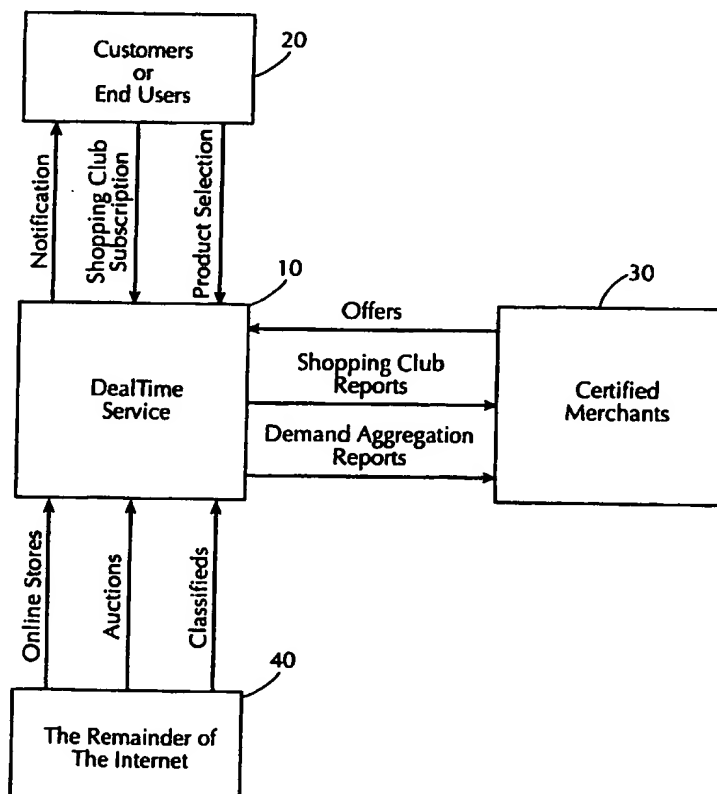 20
Customers
or
End Users
Notification
Shopping Club
Subscription
Product Selection
10
30
DealTime
Service
Offers
Shopping Club
Reports
Demand Aggregation
Reports
Certified
Merchants
Online Stores
Auctions
Classifieds
40
The Remainder of
The Internet